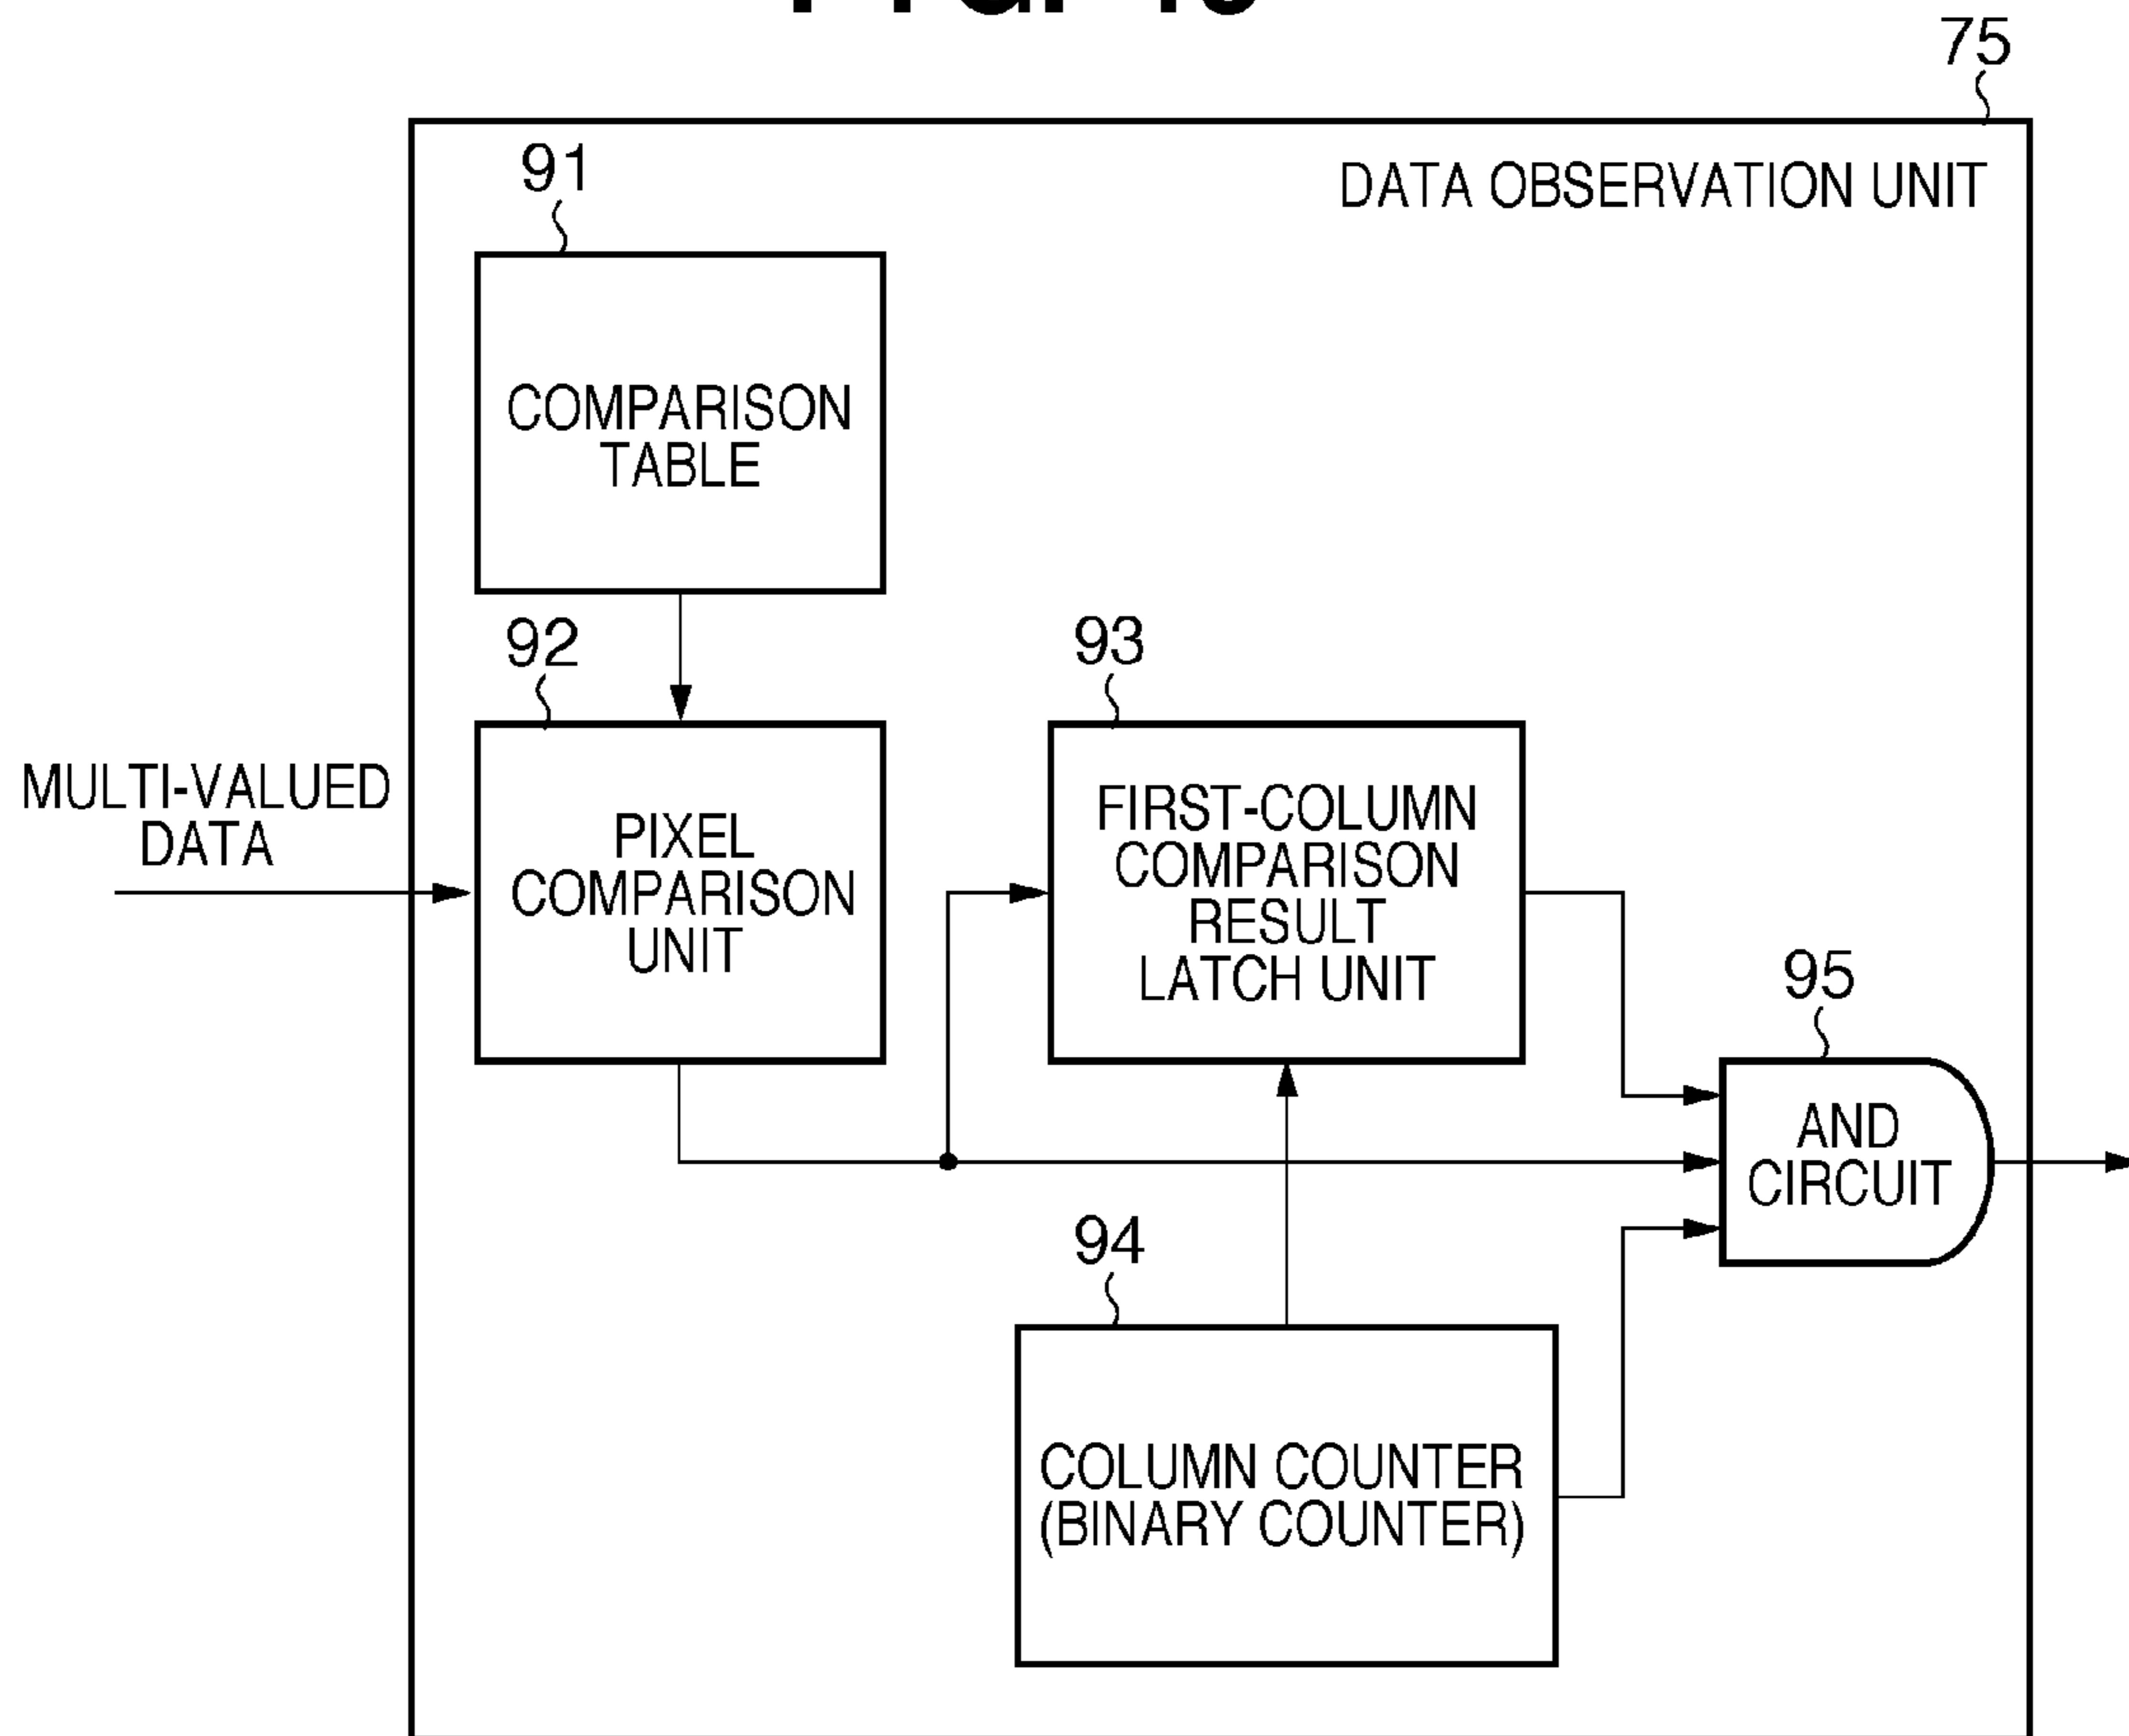 75
DATA OBSERVATION UNIT
91
COMPARISON
TABLE
92
93
MULTI-VALUED
DATA
PIXEL
COMPARISON
UNIT
FIRST-COLUMN
COMPARISON
RESULT
LATCH UNIT
95
AND
CIRCUIT
94
COLUMN COUNTER
(BINARY COUNTER)